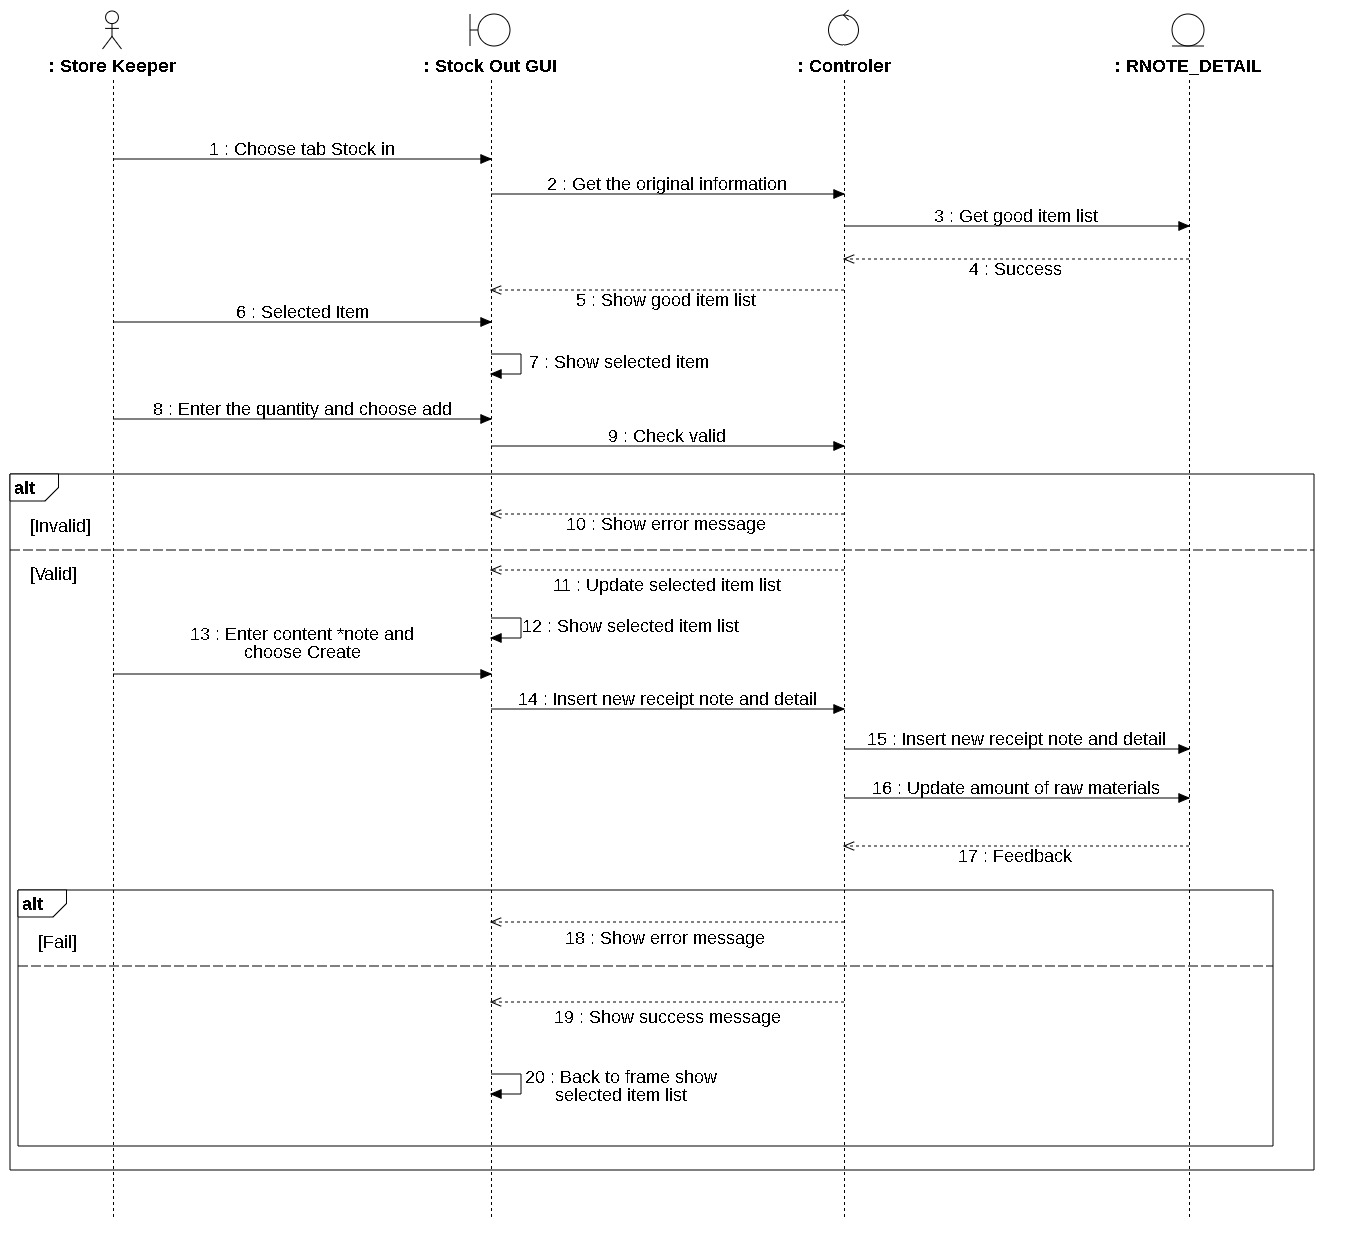 : Store Keeper
: Stock Out GUI
: Controler
: RNOTE_DETAIL
1 : Choose tab Stock in
2 : Get the original information
3 : Get good item list
4 : Success
5 : Show good item list
6 : Selected Item
7 : Show selected item
8 : Enter the quantity and choose add
9 : Check valid
alt
[Invalid]
10 : Show error message
[Valid]
11 : Update selected item list
12 : Show selected item list
13 : Enter content *note and
choose Create
14 : Insert new receipt note and detail
15 : Insert new receipt note and detail
16 : Update amount of raw materials
17 : Feedback
alt
[Fail]
18 : Show error message
19 : Show success message
20 : Back to frame show
selected item list